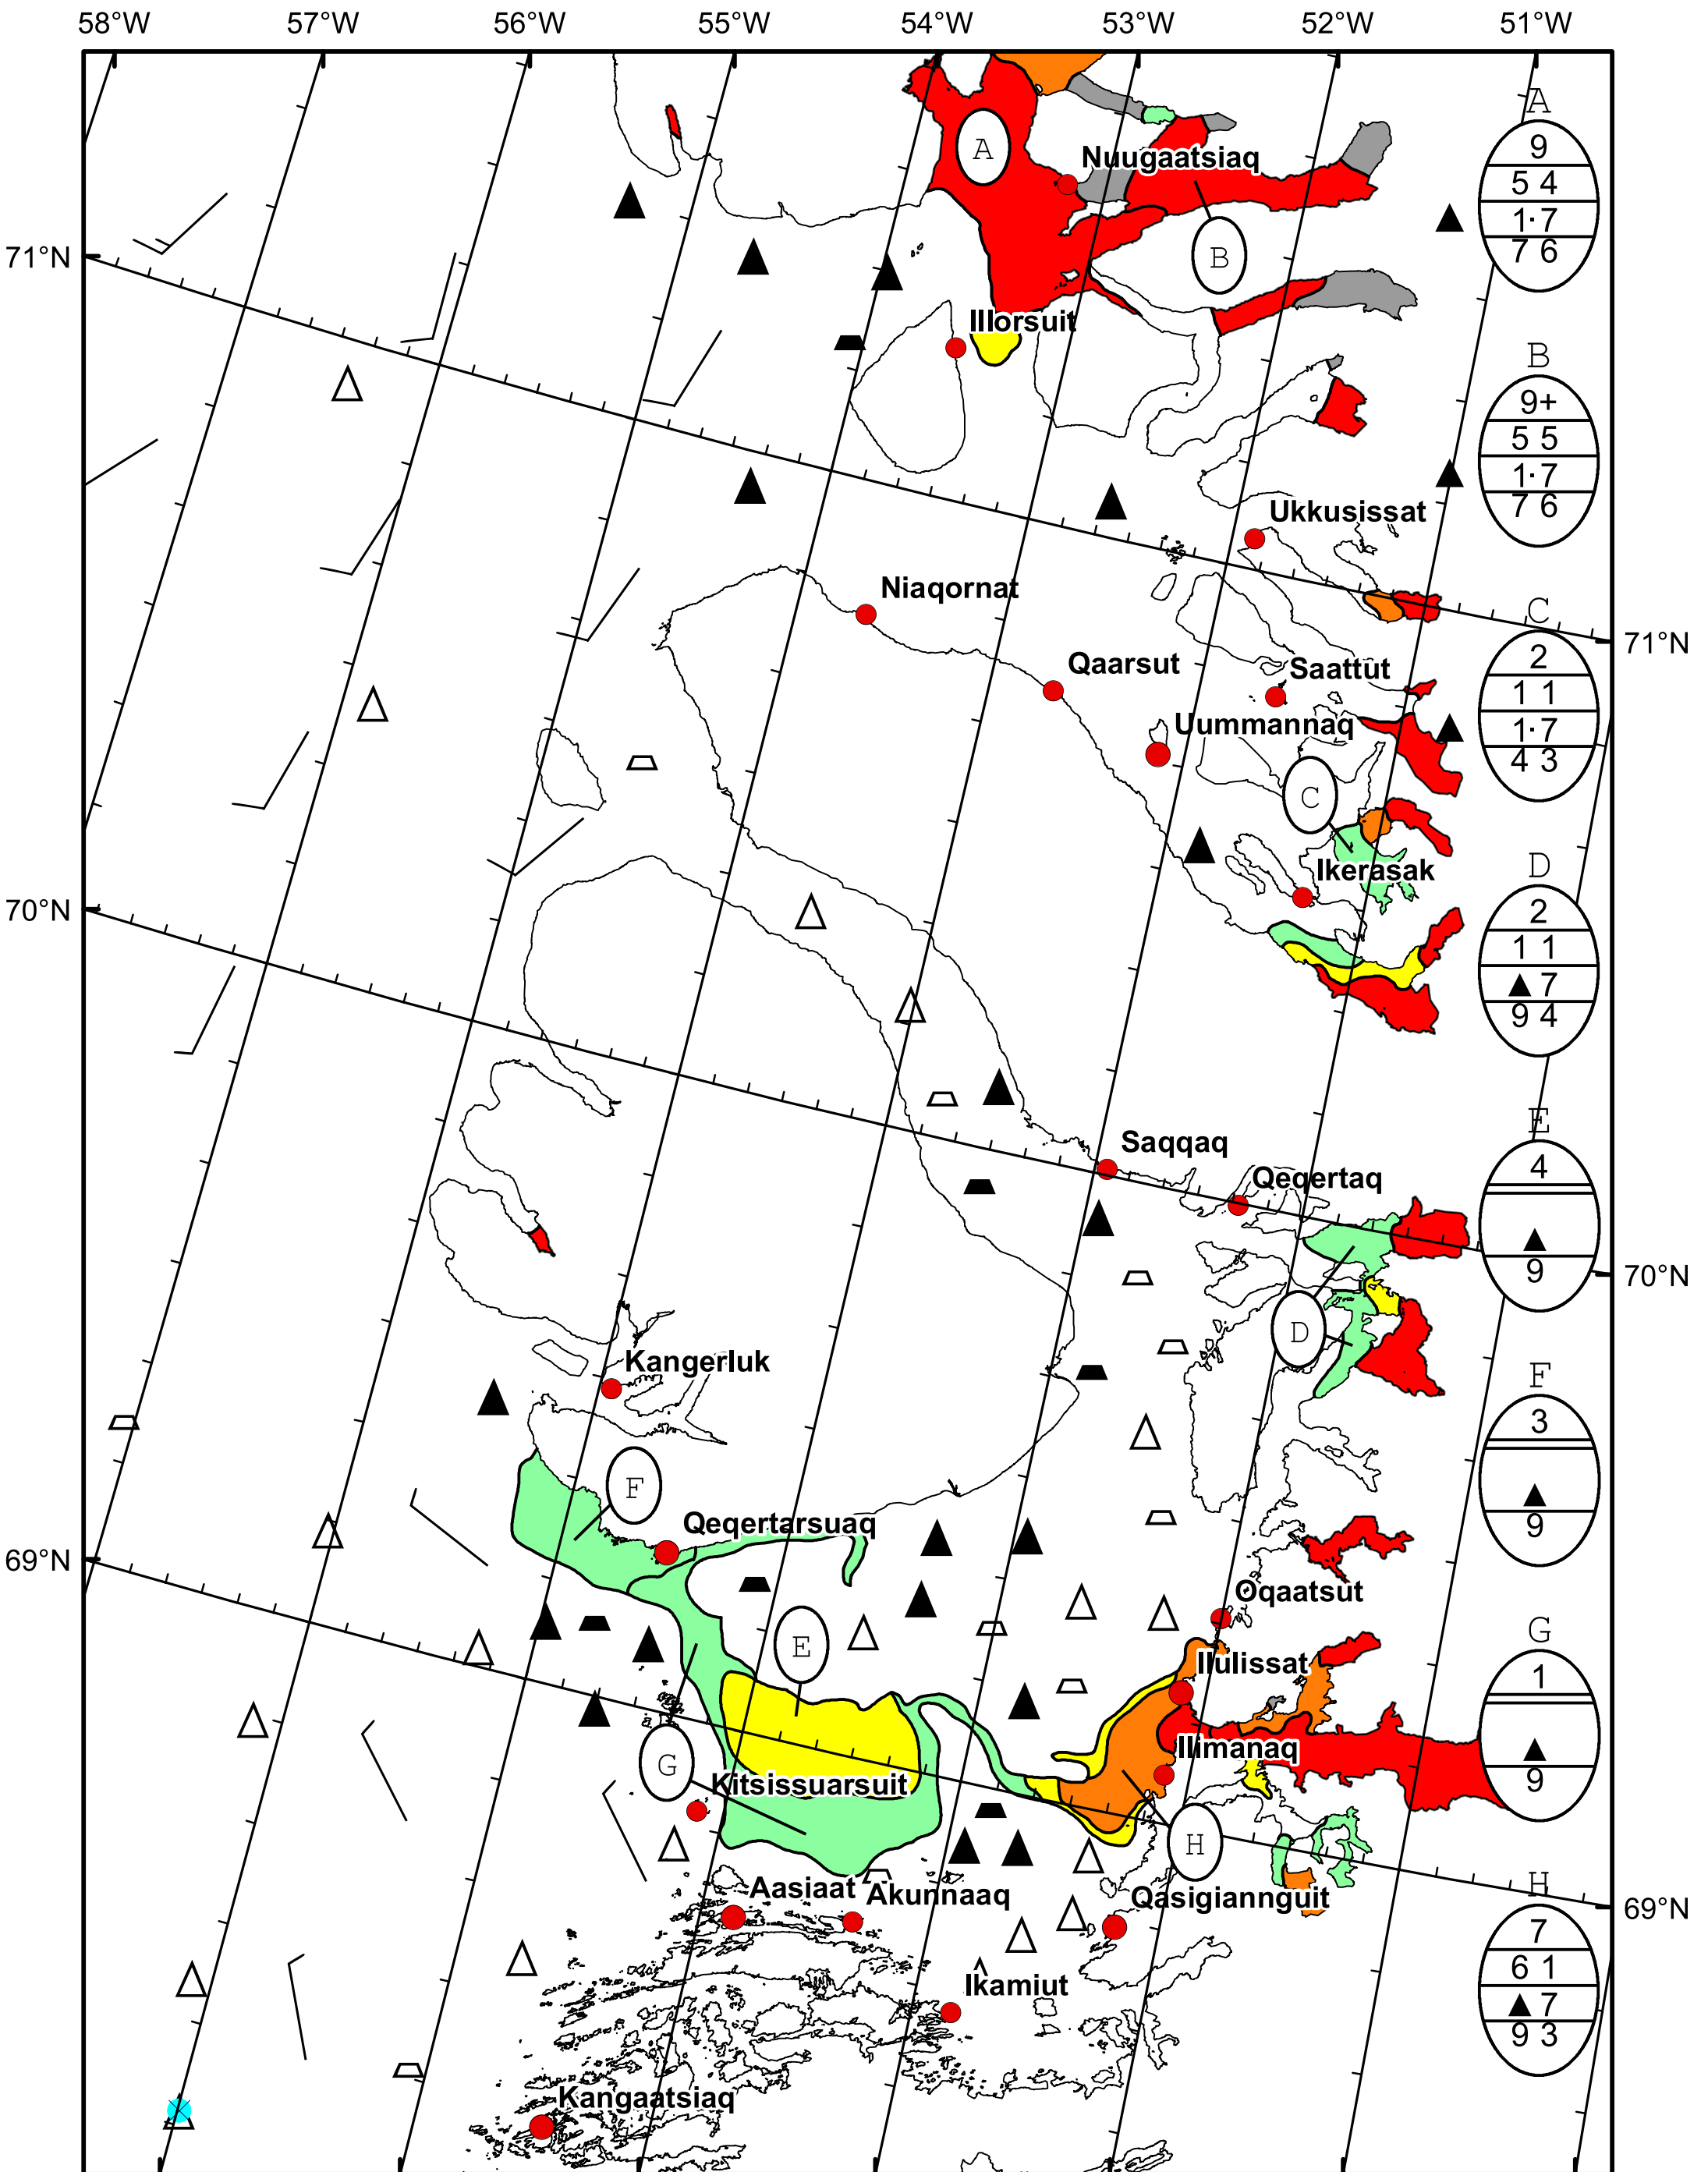 58°W 57°W 56°W 55°W 54°W 53°W 52°W 51°W
A
9
5 4
1· 7
7 6
A
Nuugaatsiaq
B
71°N
Illorsuit
B
9+
5 5
1· 7
7 6
Ukkusissat
Niaqornat
C
2
1 1
1· 7
4 3
71°N
Qaarsut
Saattut
Uummannaq
C
Ikerasak
D
2
1 1
▲ 7
9 4
70°N
Saqqaq
Qeqertaq
E
4
▲
9
70°N
D
Kangerluk
F
3
▲
9
F
Qeqertarsuaq
69°N
Oqaatsut
E
Ilulissat
G
1
▲
9
Ilimanaq
G
Kitsissuarsuit
H
Aasiaat
Akunnaaq
Qasigiannguit
69°N
H
7
6 1
▲ 7
9 3
Ikamiut
Kangaatsiaq